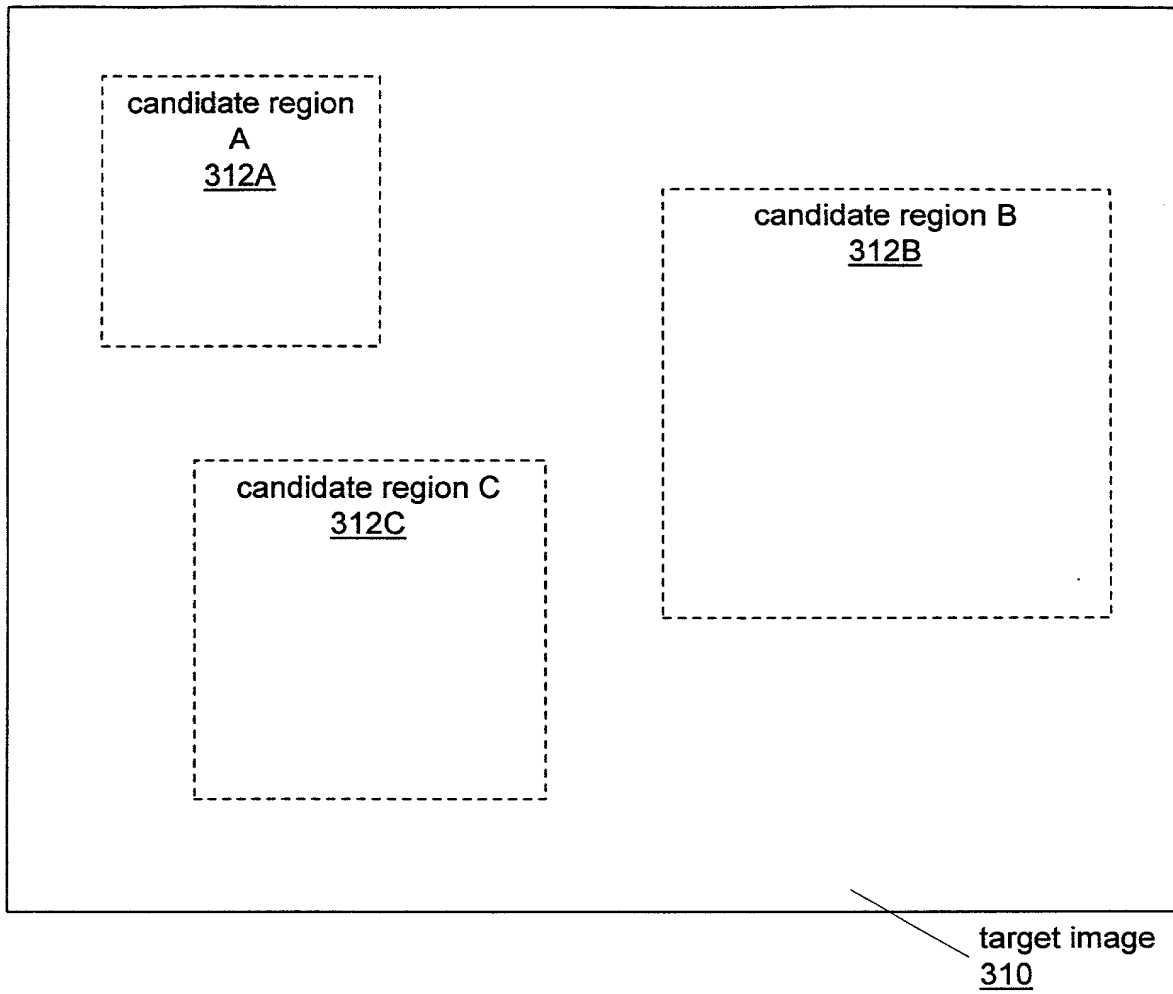 candidate region
A
312A
candidate region B
312B
candidate region C
312C
target image
310